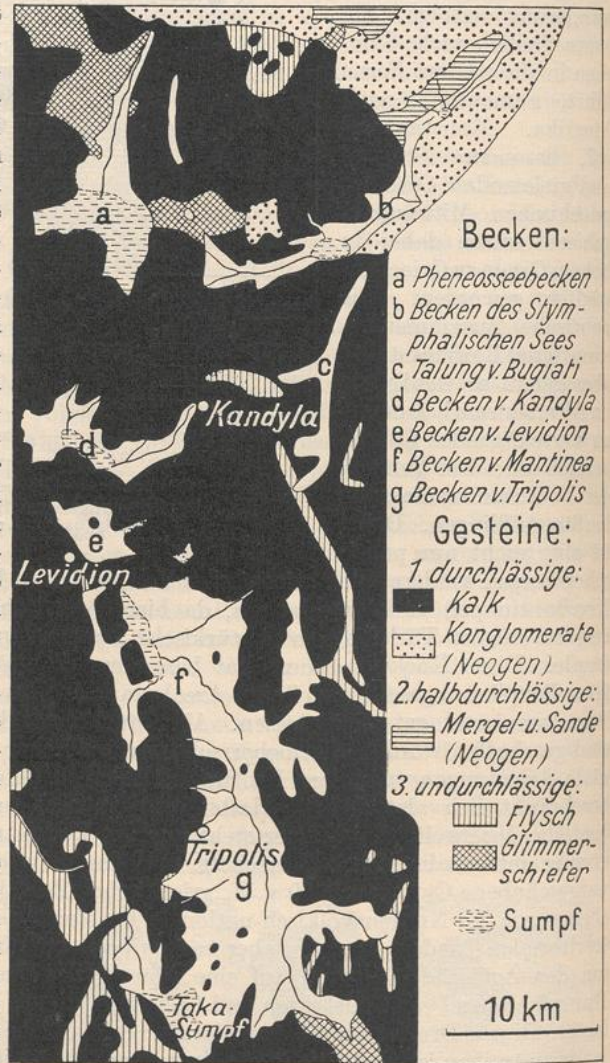 a
b
c
Kandyla
d
e
Levidion
f
Tripolis
g
Taka-
Sumpf
Becken:
a Pheneosseebecken
b Becken des Stym-
phalischen Sees
c Talung v. Bugiati
d Becken v. Kandyla
e Becken v. Levidion
f Becken v. Mantinea
g Becken v. Tripolis
Gesteine:
1. durchlässige:
Kalk
Konglomerate
(Neogen)
2. halbdurchlässige:
Mergel-u. Sande
(Neogen)
3. undurchlässige:
Flysch
Glimmer-
schiefer
Sumpf
10 km